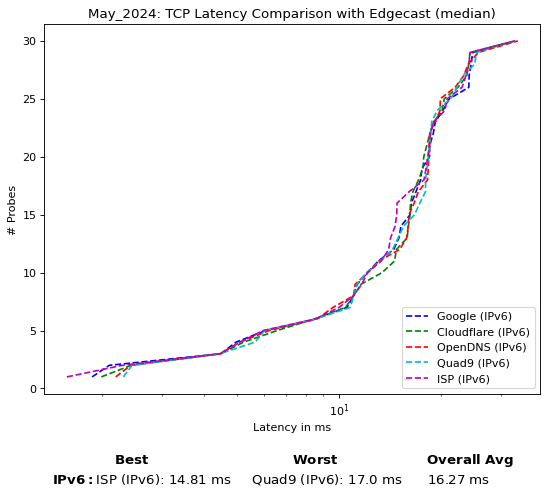 May_2024: TCP Latency Comparison with Edgecast (median)
30
25
20
15
10
5
0
# Probes
Google (IPv6)
Cloudflare (IPv6)
OpenDNS (IPv6)
Quad9 (IPv6)
ISP (IPv6)
10¹
Latency in ms
Best Worst Overall Avg
IPv6: ISP (IPv6): 14.81 ms Quad9 (IPv6): 17.0 ms 16.27 ms